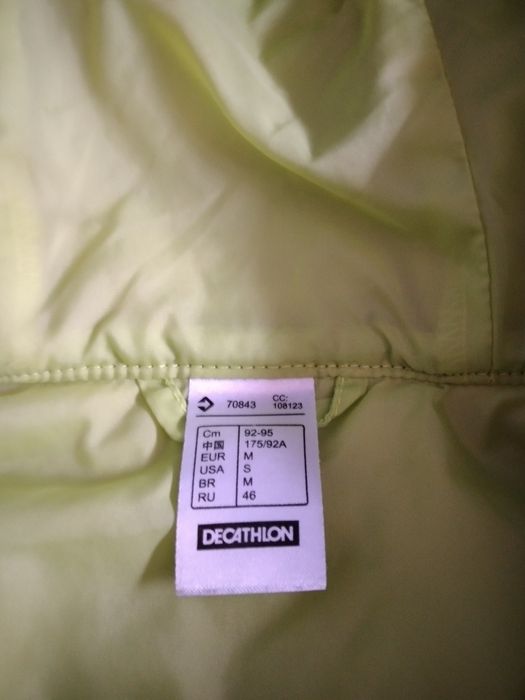 70843 CC: 108123
Cm 92-95
中国 175/92A
EUR M
USA S
BR M
RU 46
DECATHLON